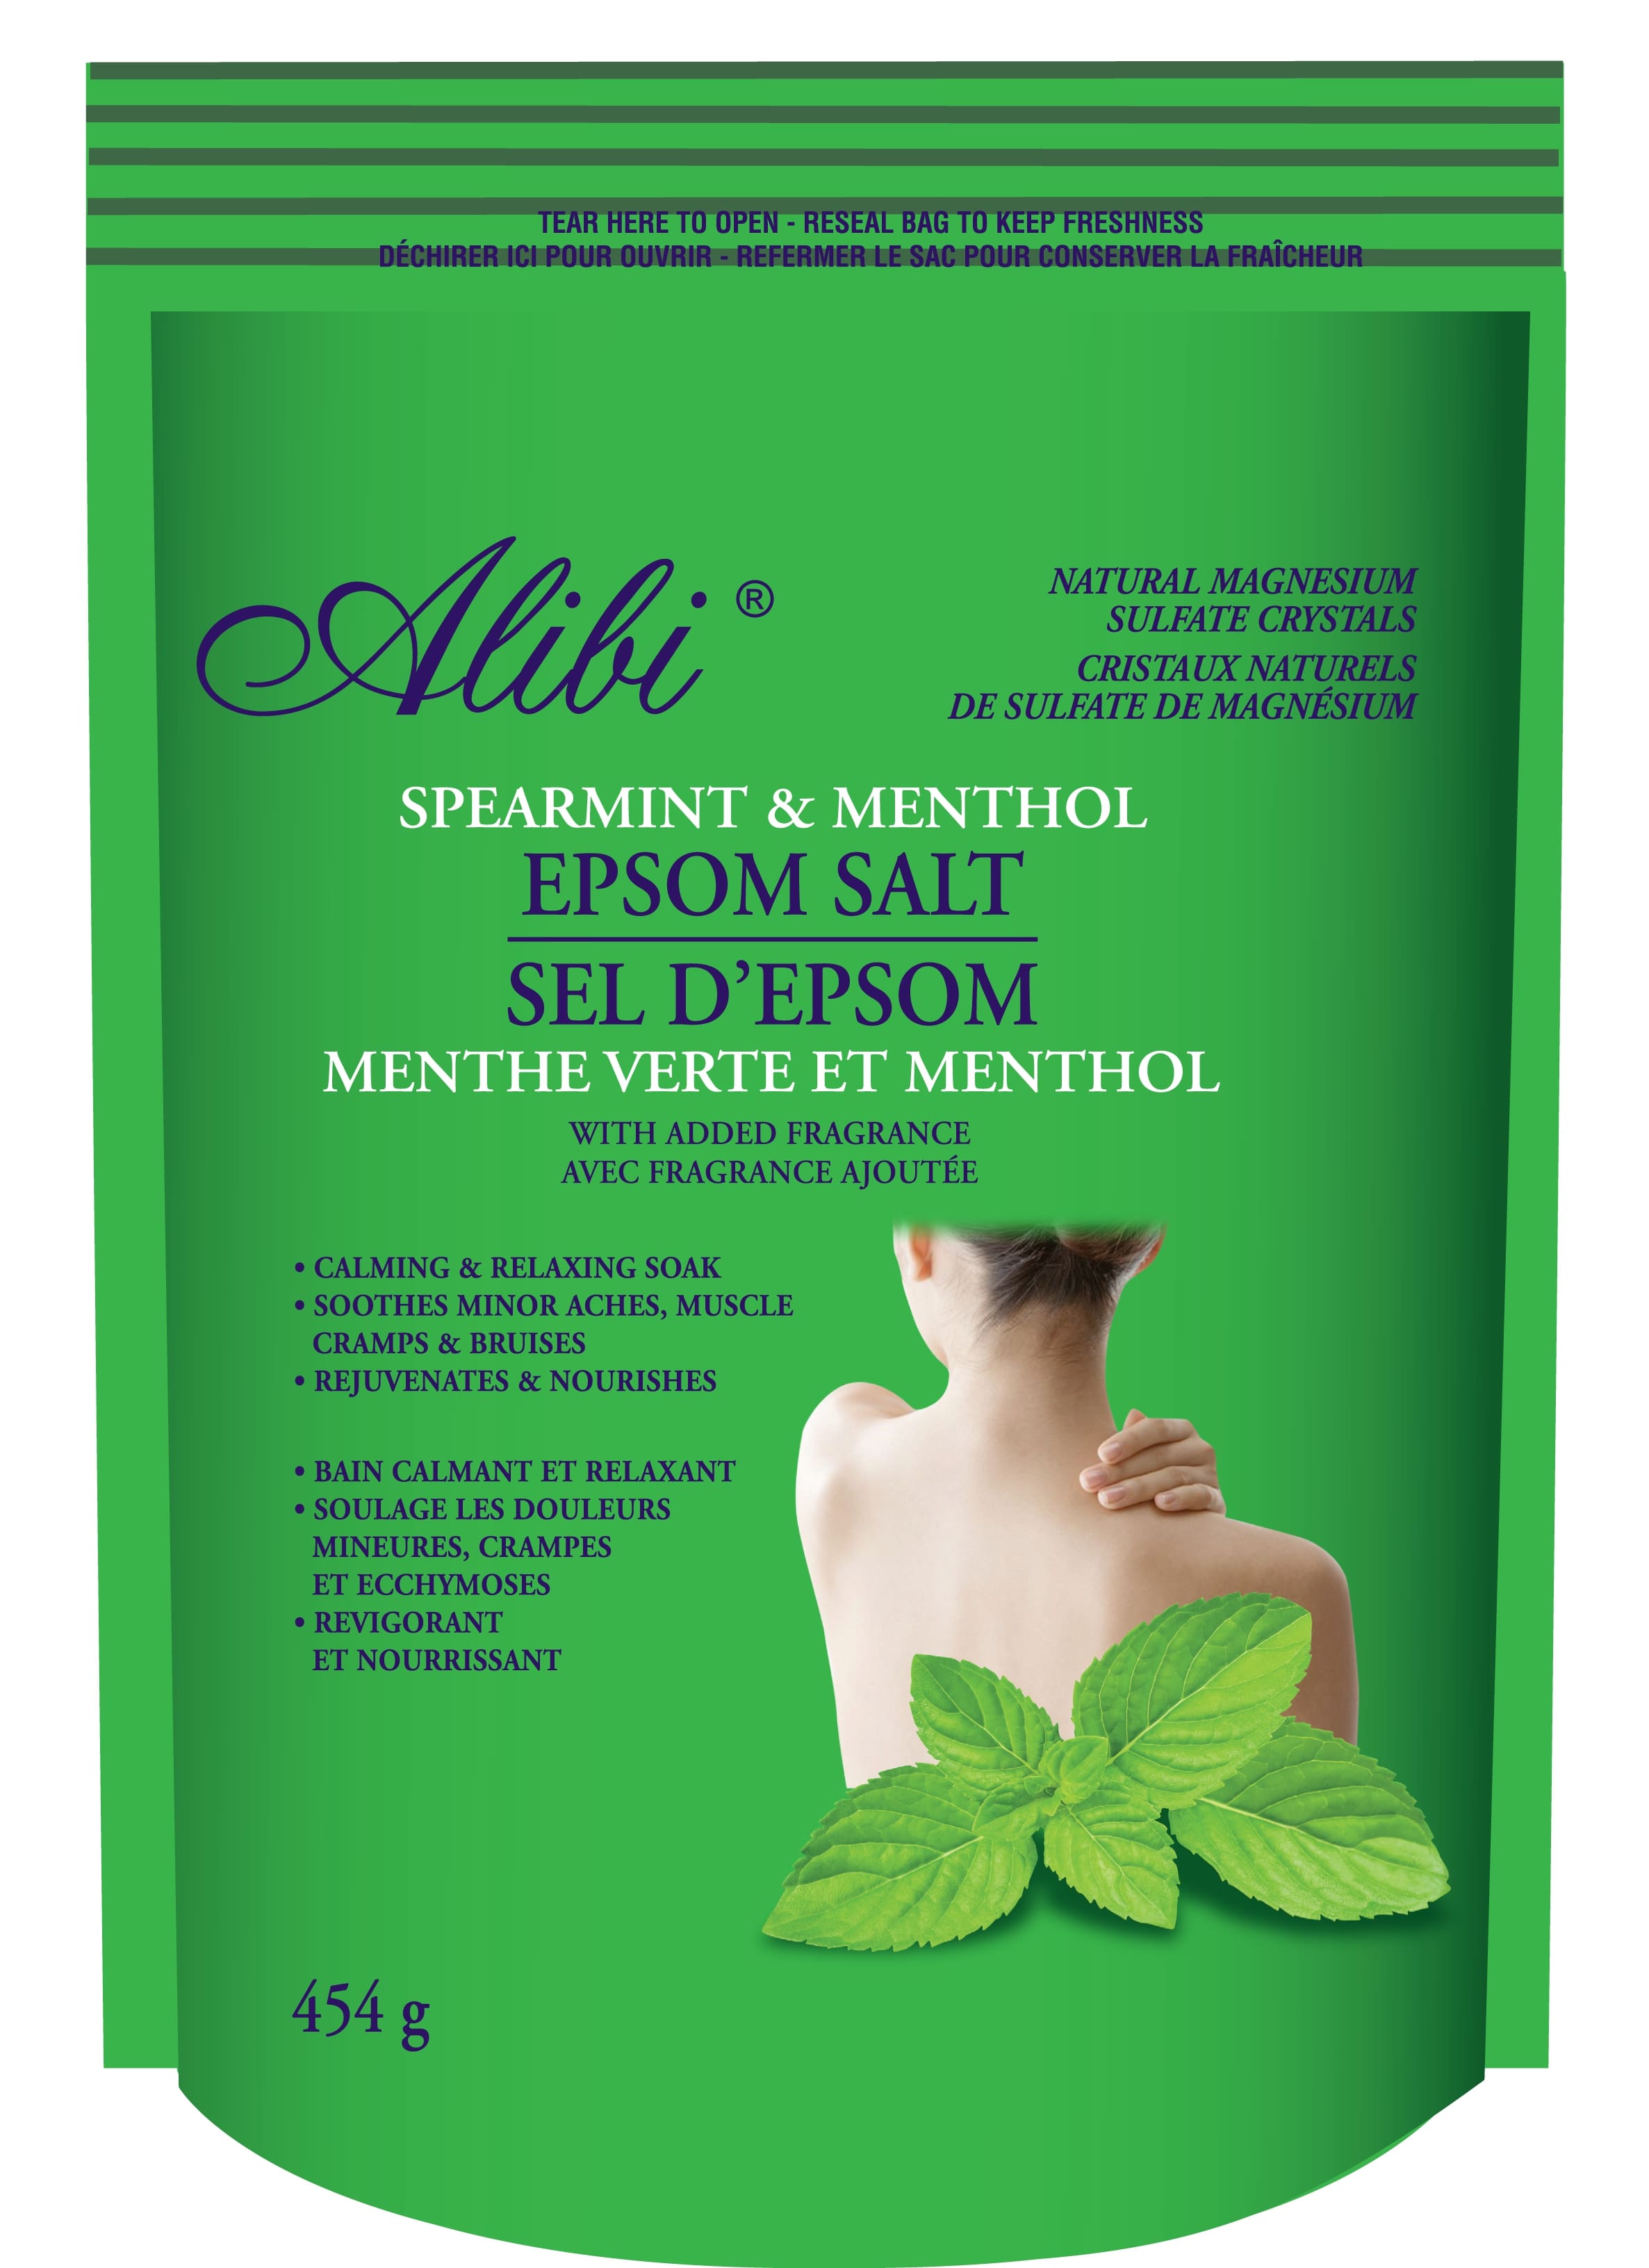 TEAR HERE TO OPEN - RESEAL BAG TO KEEP FRESHNESS
DÉCHIRER ICI POUR OUVRIR - REFERMER LE SAC POUR CONSERVER LA FRAÎCHEUR
Alibi ®
NATURAL MAGNESIUM
SULFATE CRYSTALS
CRISTAUX NATURELS
DE SULFATE DE MAGNÉSIUM
SPEARMINT & MENTHOL
EPSOM SALT
SEL D’EPSOM
MENTHE VERTE ET MENTHOL
WITH ADDED FRAGRANCE
AVEC FRAGRANCE AJOUTÉE
• CALMING & RELAXING SOAK
• SOOTHES MINOR ACHES, MUSCLE
CRAMPS & BRUISES
• REJUVENATES & NOURISHES
• BAIN CALMANT ET RELAXANT
• SOULAGE LES DOULEURS
MINEURES, CRAMPES
ET ECCHYMOSES
• REVIGORANT
ET NOURRISSANT
454 g